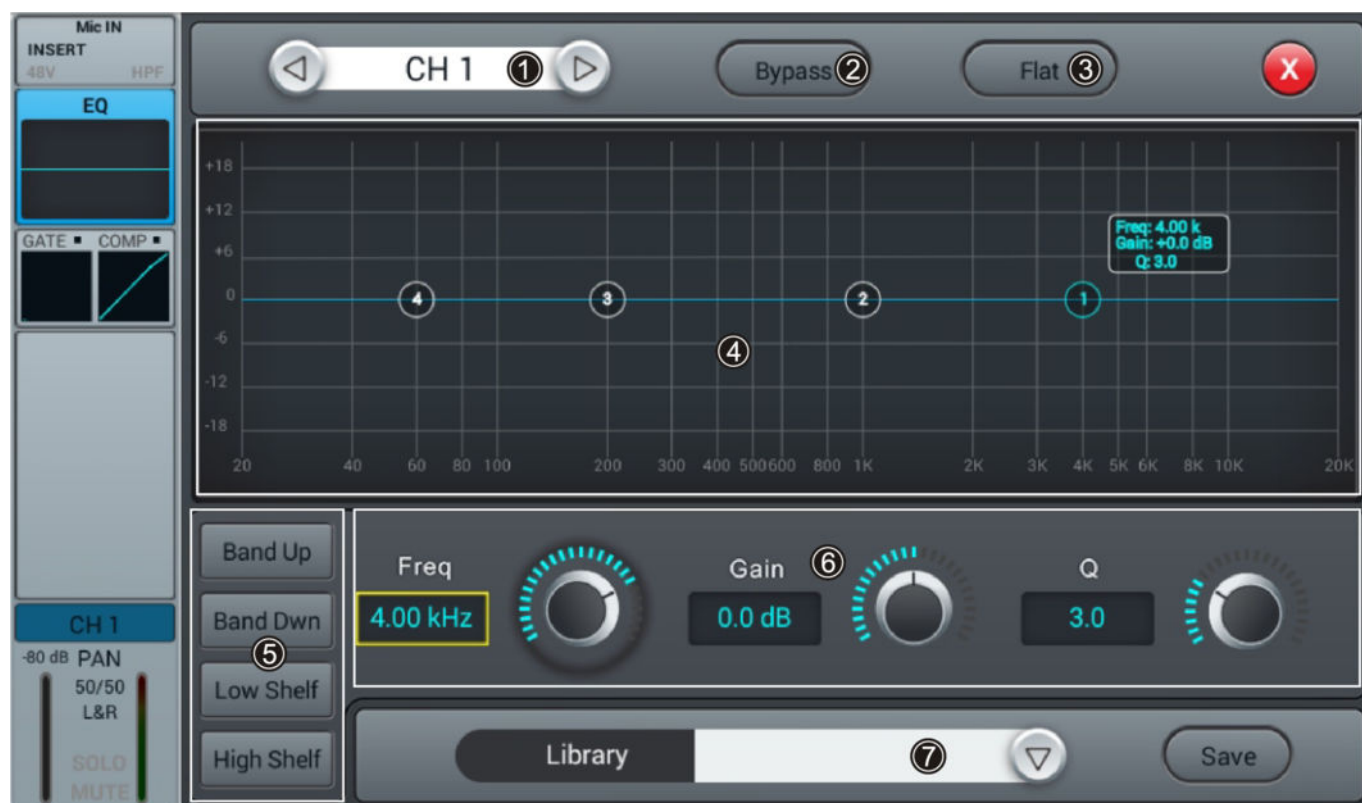 Mic IN
INSERT
48V HPF
EQ
GATE COMP
CH 1
-80 dB PAN
50/50
L&R
SOLO
MUTE
CH 1 ①
Bypass ②
Flat ③
X
+18
+12
+6
0
-6
-12
-18
4
3
2
1
Freq: 4.00 k
Gain: +0.0 dB
Q: 3.0
④
20 40 60 80 100 200 300 400 500 600 800 1K 2K 3K 4K 5K 6K 8K 10K 20K
Band Up
Band Dwn
⑤
Low Shelf
High Shelf
Freq
4.00 kHz
Gain ⑥
0.0 dB
Q
3.0
Library ⑦
Save